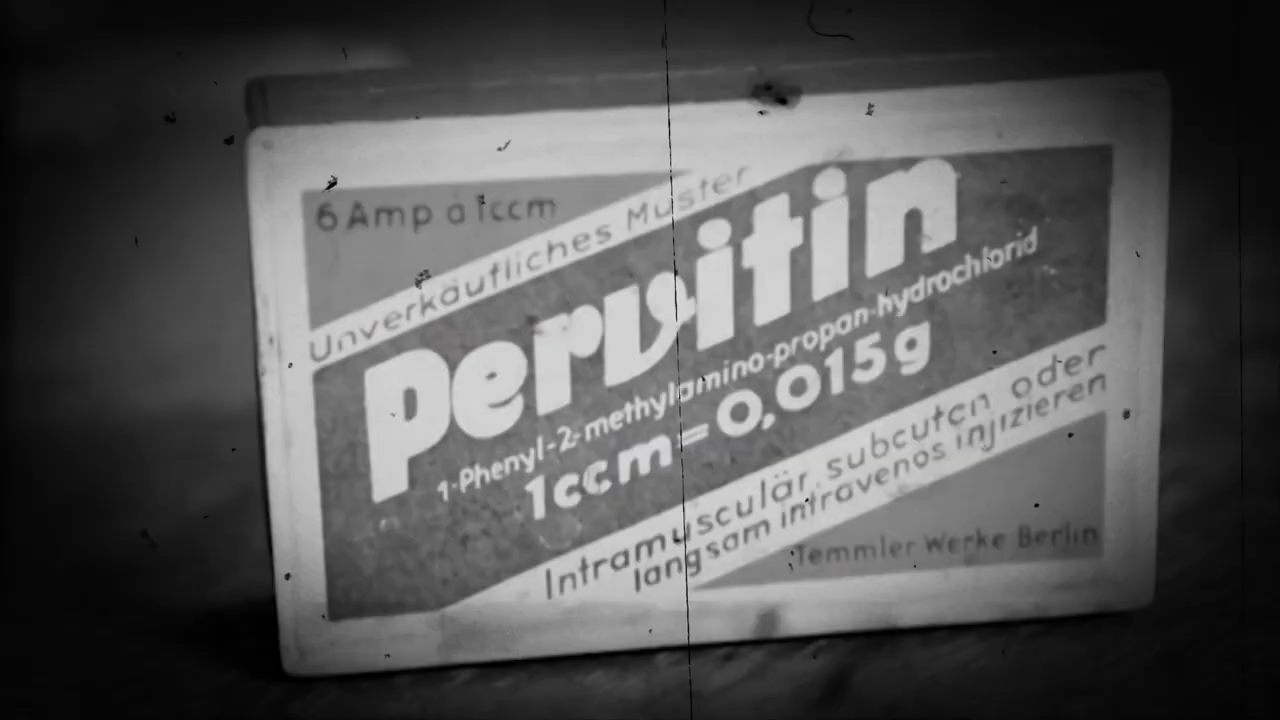 6 Amp à 1ccm
Unverkäufliches Muster
Pervitin
1-Phenyl-2-methylamino-propan-hydrochlorid
1ccm = 0,015g
Intramusculär, subcutan oder
langsam intravenös injizieren
Temmler Werke Berlin